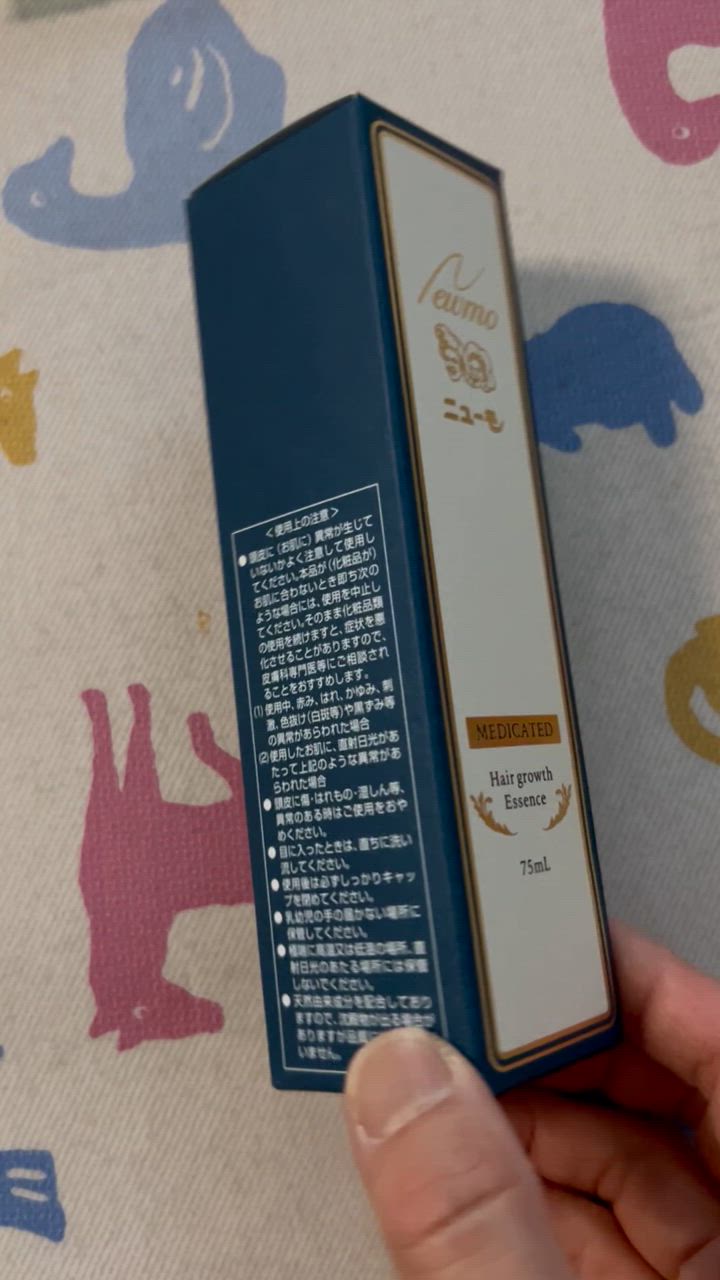 <使用上の注意>
●頭皮に(お肌に)異常が生じて
いないかよく注意して使用し
てください。本品が(化粧品が)
お肌に合わないとき即ち次の
ような場合には、使用を中止し
てください。そのまま化粧品類
の使用を続けますと、症状を悪
化させることがありますので、
皮膚科専門医等にご相談され
ることをおすすめします。
(1)使用中、赤み、はれ、かゆみ、刺
激、色抜け(白斑等)や黒ずみ等
の異常があらわれた場合
(2)使用したお肌に、直射日光があ
たって上記のような異常があ
らわれた場合
●頭皮に傷・はれもの・湿しん等、
異常のある時はご使用をおや
めください。
●目に入ったときは、直ちに洗い
流してください。
●使用後は必ずしっかりキャッ
プを閉めてください。
●乳幼児の手の届かない場所に
保管してください。
●極端に高温又は低温の場所、直
射日光のあたる場所には保管
しないでください。
●天然由来成分を配合しており
ますので、沈殿物が出る場合が
ありますが品質
いません。
Newmo
ニューモ
MEDICATED
Hair growth
Essence
75mL